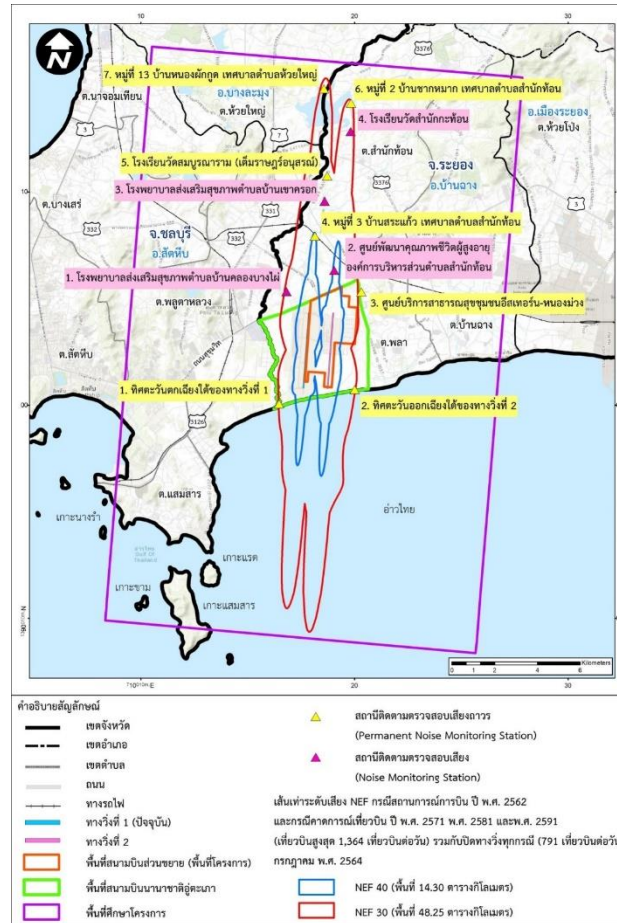 10
20
30
N
7. หมู่ที่ 13 บ้านหนองผักกูด เทศบาลตำบลห้วยใหญ่
ต.นาจอมเทียน
อ.บางละมุง
ต.ห้วยใหญ่
6. หมู่ที่ 2 บ้านชากหมาก เทศบาลตำบลสำนักท้อน
4. โรงเรียนวัดสำนักกะท้อน
อ.เมืองระยอง
ต.ห้วยโป่ง
ต.สำนักท้อน
จ.ระยอง
อ.บ้านฉาง
5. โรงเรียนวัดสมบูรณาราม (เต็มราษฎร์อนุสรณ์)
3. โรงพยาบาลส่งเสริมสุขภาพตำบลบ้านเขาครอก
ต.บางเสร่
จ.ชลบุรี
อ.สัตหีบ
4. หมู่ที่ 3 บ้านสระแก้ว เทศบาลตำบลสำนักท้อน
2. ศูนย์พัฒนาคุณภาพชีวิตผู้สูงอายุ
องค์การบริหารส่วนตำบลสำนักท้อน
1. โรงพยาบาลส่งเสริมสุขภาพตำบลบ้านคลองบางไผ่
3. ศูนย์บริการสาธารณสุขชุมชนอีสเทอร์น-หนองม่วง
ต.พลูตาหลวง
ต.บ้านฉาง
ต.พลา
ต.สัตหีบ
ถนนสุขุมวิท
1. ทิศตะวันตกเฉียงใต้ของทางวิ่งที่ 1
2. ทิศตะวันออกเฉียงใต้ของทางวิ่งที่ 2
3
7
331
332
332
3126
3376
3376
ต.แสมสาร
อ่าวไทย
เกาะนางรำ
เกาะแรด
เกาะขาม
เกาะแสมสาร
0 1 2 4 6 Kilometers
คำอธิบายสัญลักษณ์
เขตจังหวัด
เขตอำเภอ
เขตตำบล
ถนน
ทางรถไฟ
ทางวิ่งที่ 1 (ปัจจุบัน)
ทางวิ่งที่ 2
พื้นที่สนามบินส่วนขยาย (พื้นที่โครงการ)
พื้นที่สนามบินนานาชาติอู่ตะเภา
พื้นที่ศึกษาโครงการ
สถานีติดตามตรวจสอบเสียงถาวร
(Permanent Noise Monitoring Station)
สถานีติดตามตรวจสอบเสียง
(Noise Monitoring Station)
เส้นเท่าระดับเสียง NEF กรณีสถานการณ์การบิน ปี พ.ศ. 2562
และกรณีคาดการณ์เที่ยวบิน ปี พ.ศ. 2571 พ.ศ. 2581 และพ.ศ. 2591
(เที่ยวบินสูงสุด 1,364 เที่ยวบินต่อวัน) รวมกับปิดทางวิ่งทุกกรณี (791 เที่ยวบินต่อวัน
กรกฎาคม พ.ศ. 2564
NEF 40 (พื้นที่ 14.30 ตารางกิโลเมตร)
NEF 30 (พื้นที่ 48.25 ตารางกิโลเมตร)